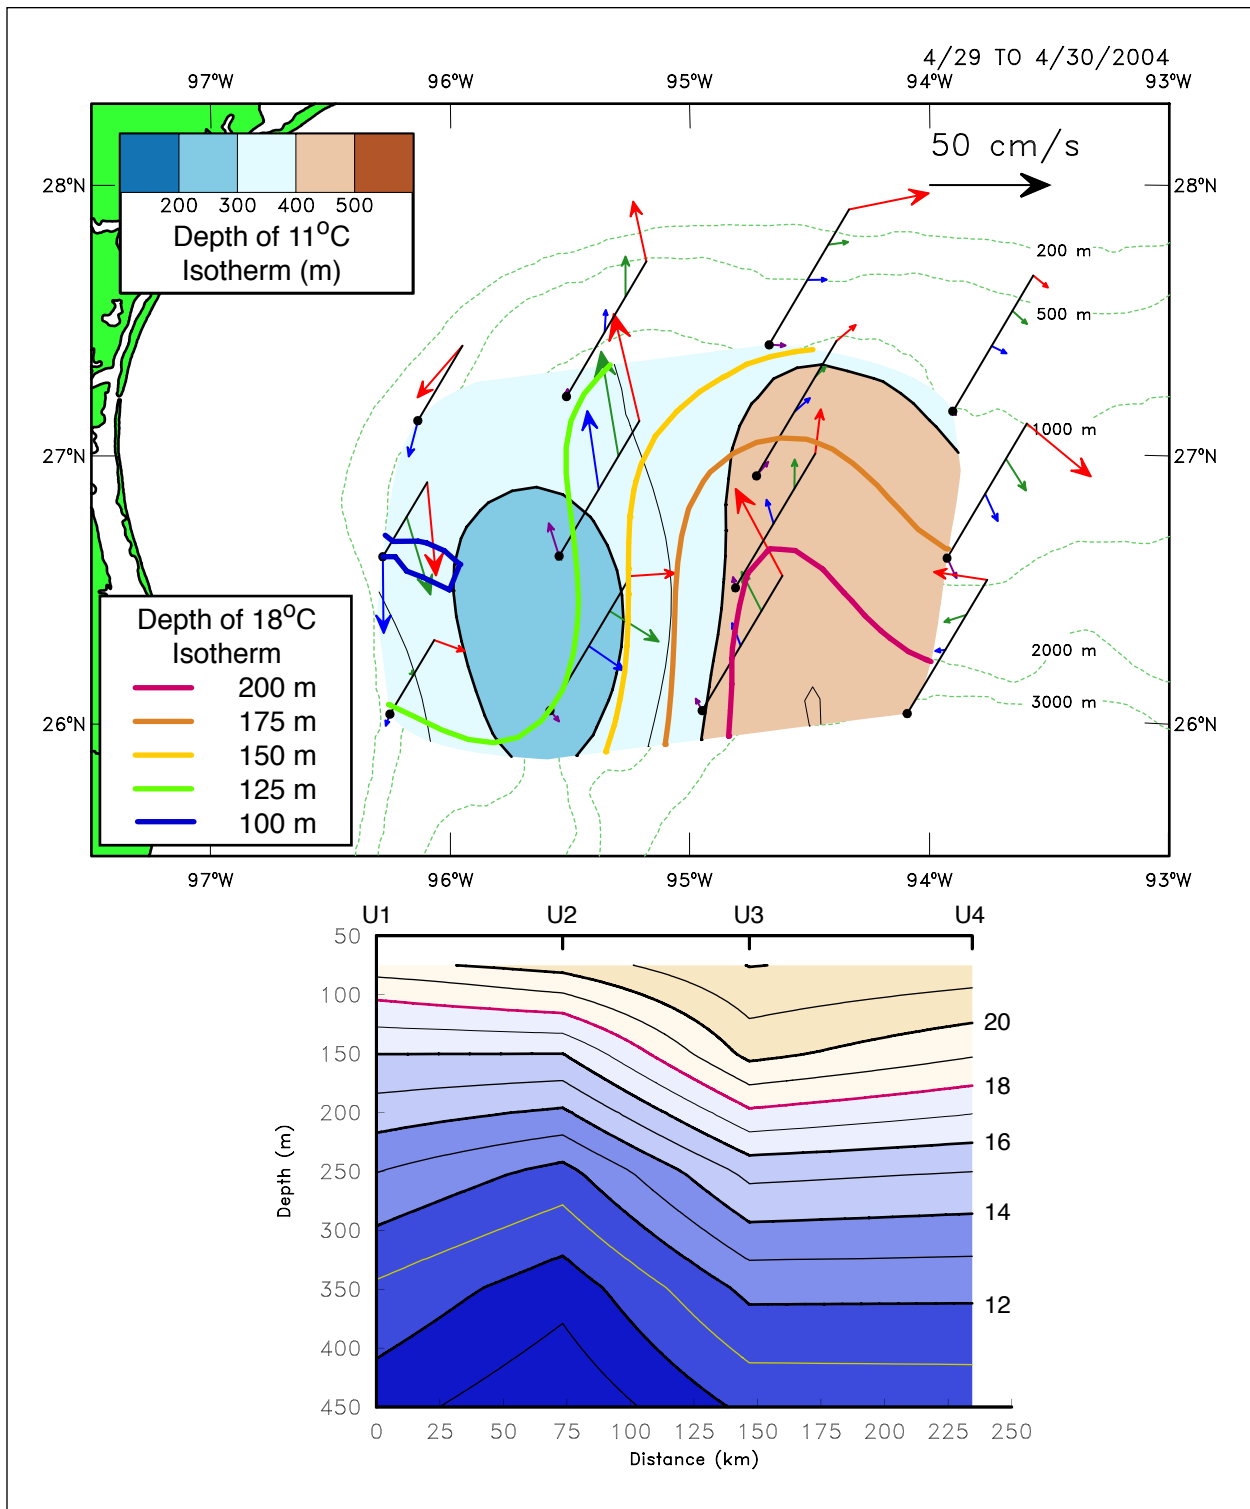 4/29 TO 4/30/2004
97°W 96°W 95°W 94°W 93°W
50 cm/s
28°N 28°N
200 300 400 500
Depth of 11°C
Isotherm (m)
200 m
500 m
1000 m
27°N 27°N
Depth of 18°C
Isotherm
200 m
175 m
150 m
125 m
100 m
2000 m
3000 m
26°N 26°N
97°W 96°W 95°W 94°W 93°W
U1 U2 U3 U4
50
100
150
200
250
300
350
400
450
Depth (m)
20
18
16
14
12
0 25 50 75 100 125 150 175 200 225 250
Distance (km)